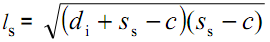 l_s = √((d_i + s_s − c)(s_s − c))